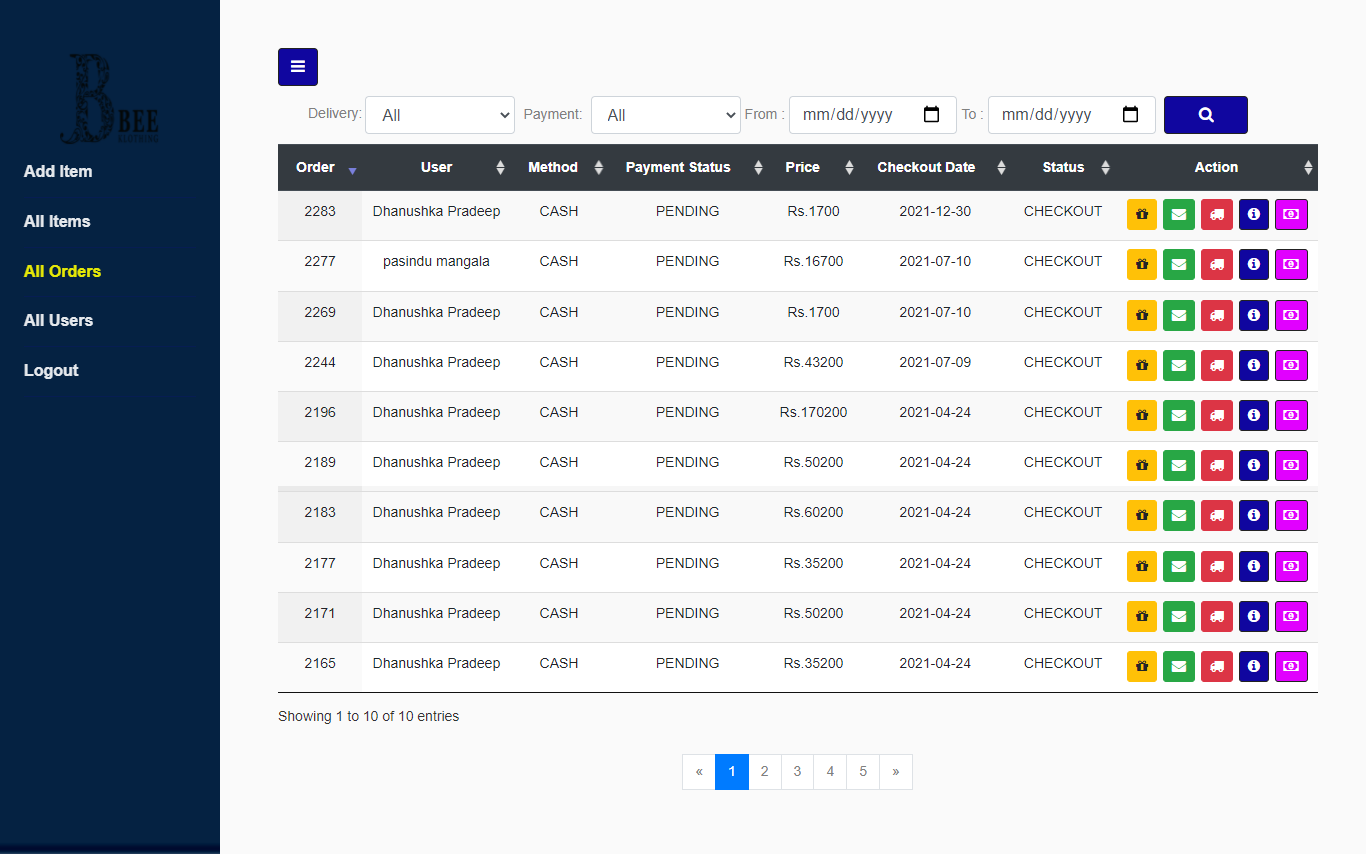 B BEE
CLOTHING
Add Item
All Items
All Orders
All Users
Logout
Delivery: All Payment: All From : mm/dd/yyyy To : mm/dd/yyyy
Order User Method Payment Status Price Checkout Date Status Action
2283 Dhanushka Pradeep CASH PENDING Rs.1700 2021-12-30 CHECKOUT
2277 pasindu mangala CASH PENDING Rs.16700 2021-07-10 CHECKOUT
2269 Dhanushka Pradeep CASH PENDING Rs.1700 2021-07-10 CHECKOUT
2244 Dhanushka Pradeep CASH PENDING Rs.43200 2021-07-09 CHECKOUT
2196 Dhanushka Pradeep CASH PENDING Rs.170200 2021-04-24 CHECKOUT
2189 Dhanushka Pradeep CASH PENDING Rs.50200 2021-04-24 CHECKOUT
2183 Dhanushka Pradeep CASH PENDING Rs.60200 2021-04-24 CHECKOUT
2177 Dhanushka Pradeep CASH PENDING Rs.35200 2021-04-24 CHECKOUT
2171 Dhanushka Pradeep CASH PENDING Rs.50200 2021-04-24 CHECKOUT
2165 Dhanushka Pradeep CASH PENDING Rs.35200 2021-04-24 CHECKOUT
Showing 1 to 10 of 10 entries
« 1 2 3 4 5 »